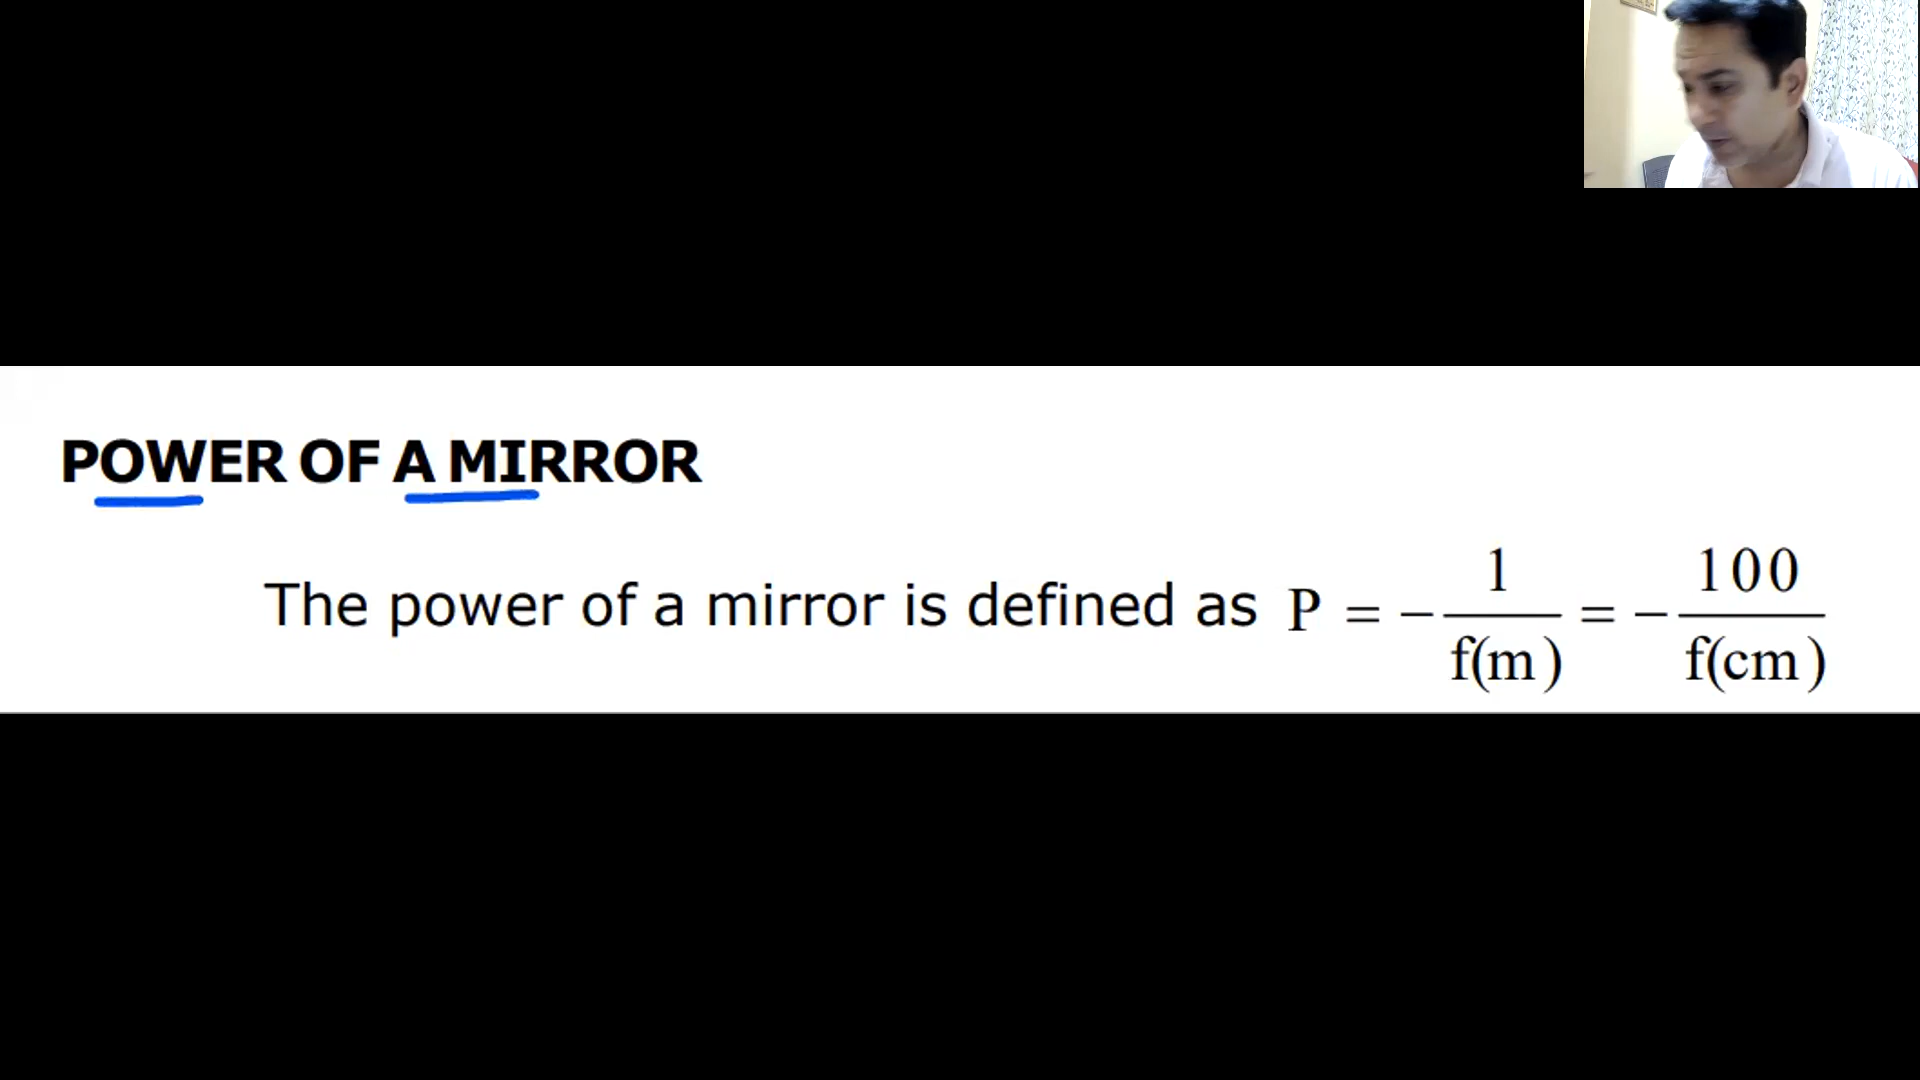 POWER OF A MIRROR
The power of a mirror is defined as P = − 1/f(m) = − 100/f(cm)